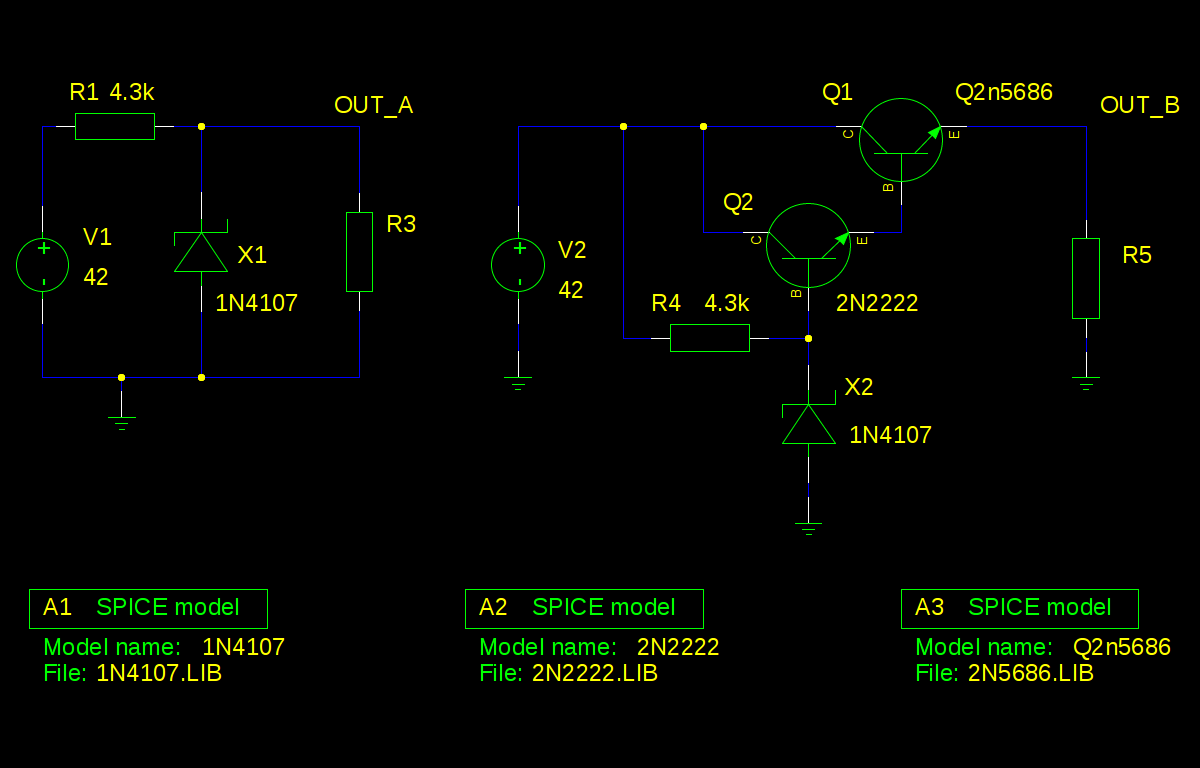 R1 4.3k
OUT_A
V1
42
X1
1N4107
R3
Q1
Q2n5686
OUT_B
C
E
B
Q2
C
E
B
2N2222
V2
42
R4 4.3k
R5
X2
1N4107
A1 SPICE model
Model name: 1N4107
File: 1N4107.LIB
A2 SPICE model
Model name: 2N2222
File: 2N2222.LIB
A3 SPICE model
Model name: Q2n5686
File: 2N5686.LIB